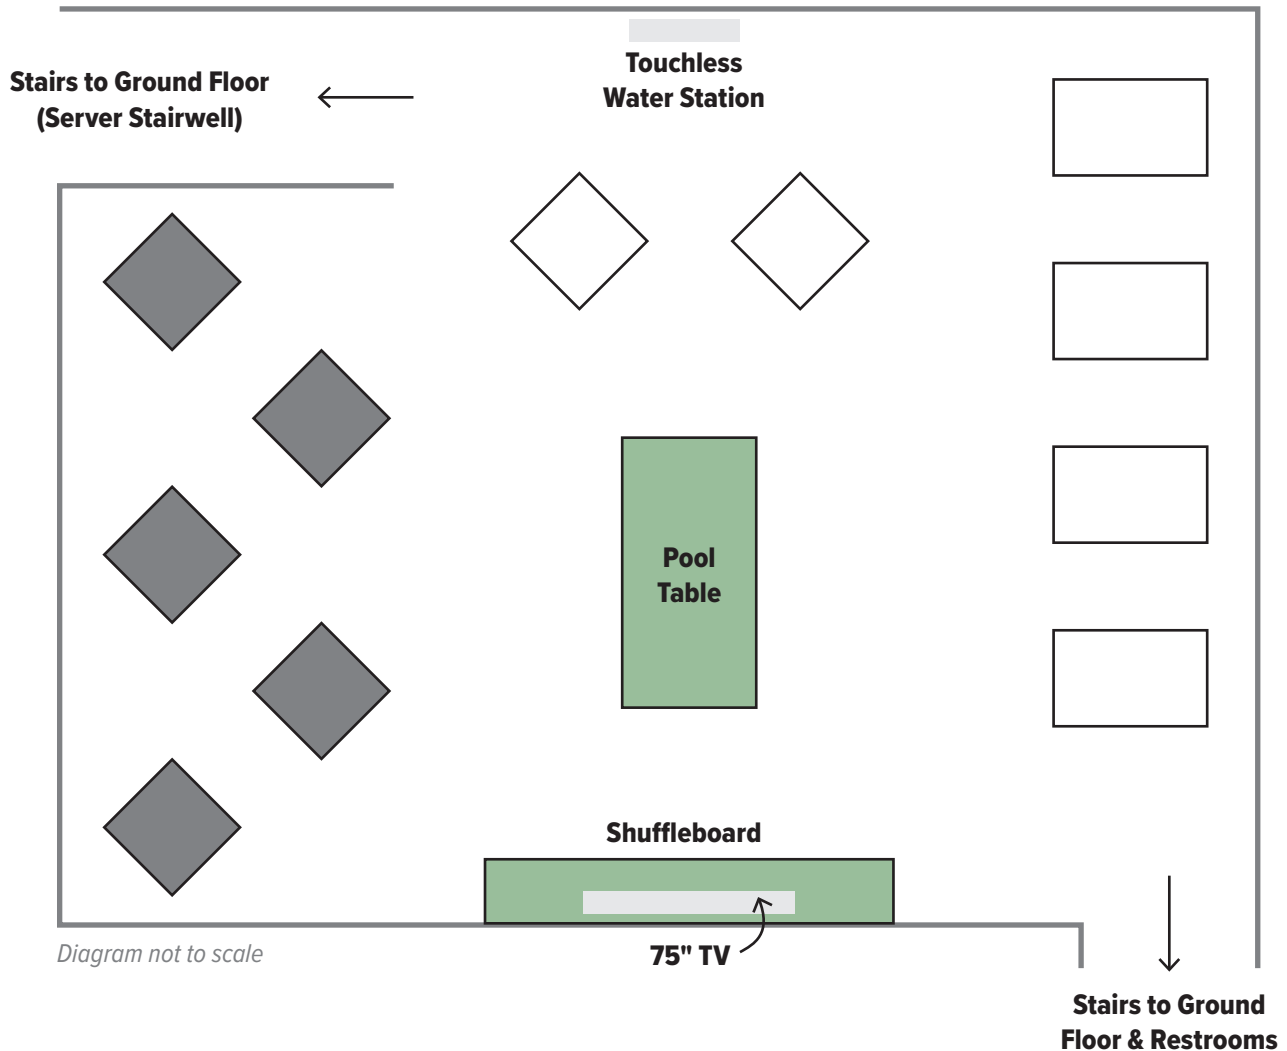 Touchless
Water Station
Stairs to Ground Floor
(Server Stairwell)
Pool
Table
Shuffleboard
75" TV
Diagram not to scale
Stairs to Ground
Floor & Restrooms